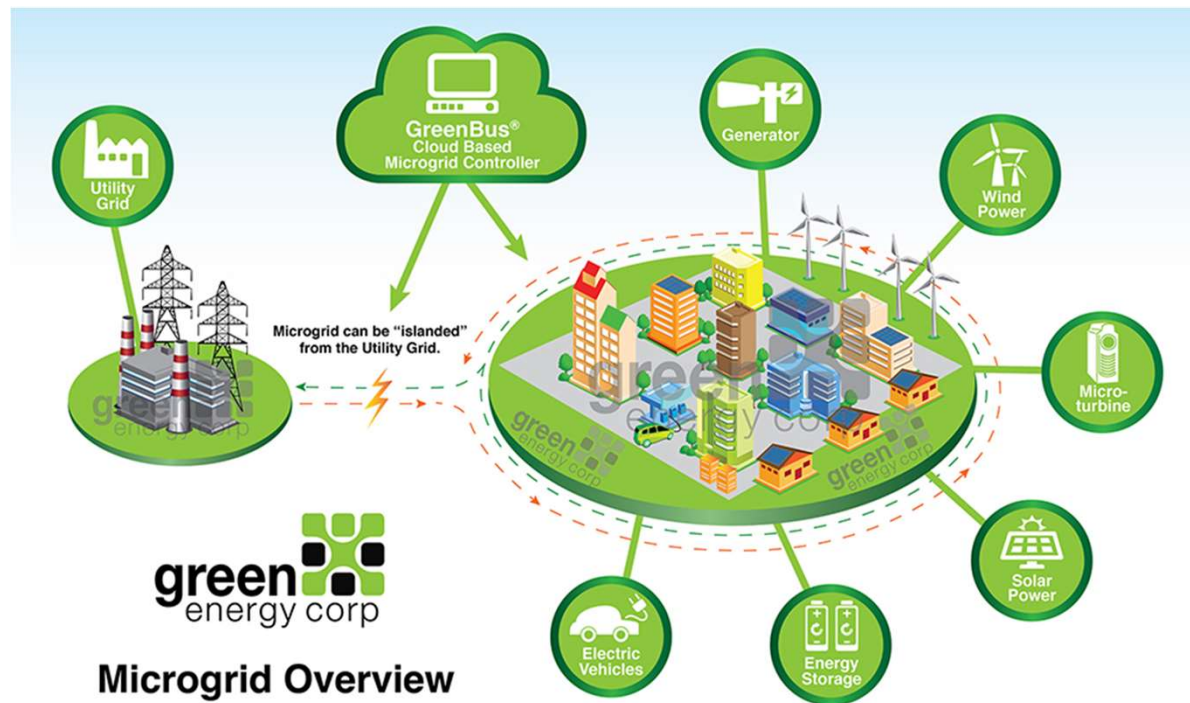 GreenBus®
Cloud Based
Microgrid Controller
Generator
Utility
Grid
Wind
Power
Microgrid can be “islanded”
from the Utility Grid.
green
energy corp
green
energy corp
Micro-
turbine
green
energy corp
green
energy corp
Solar
Power
green
energy corp
Electric
Vehicles
Energy
Storage
Microgrid Overview